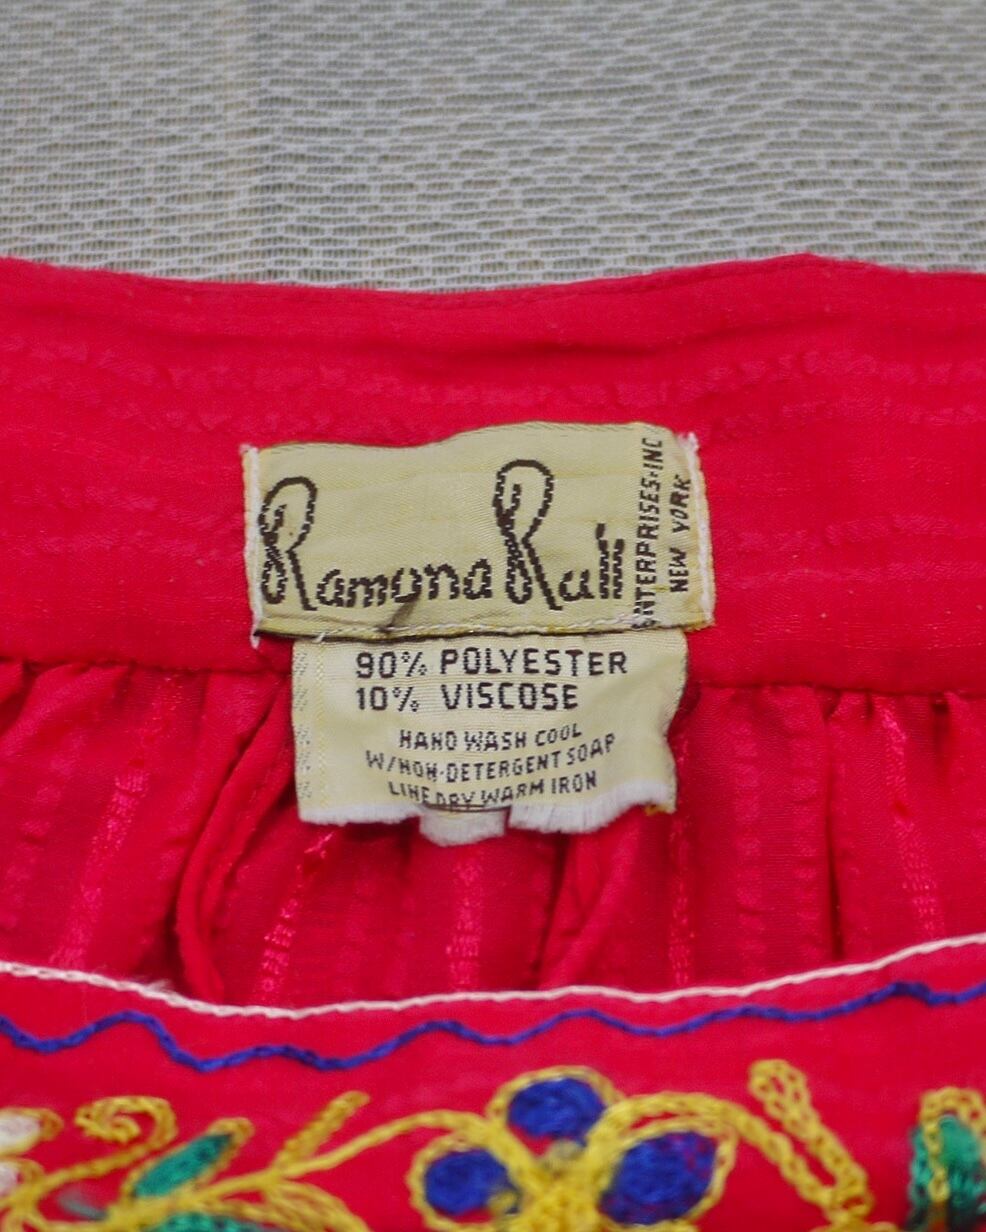 Ramona Rull
ENTERPRISES·INC
NEW YORK
90% POLYESTER
10% VISCOSE
HAND WASH COOL
W/NON-DETERGENT SOAP
LINE DRY WARM IRON